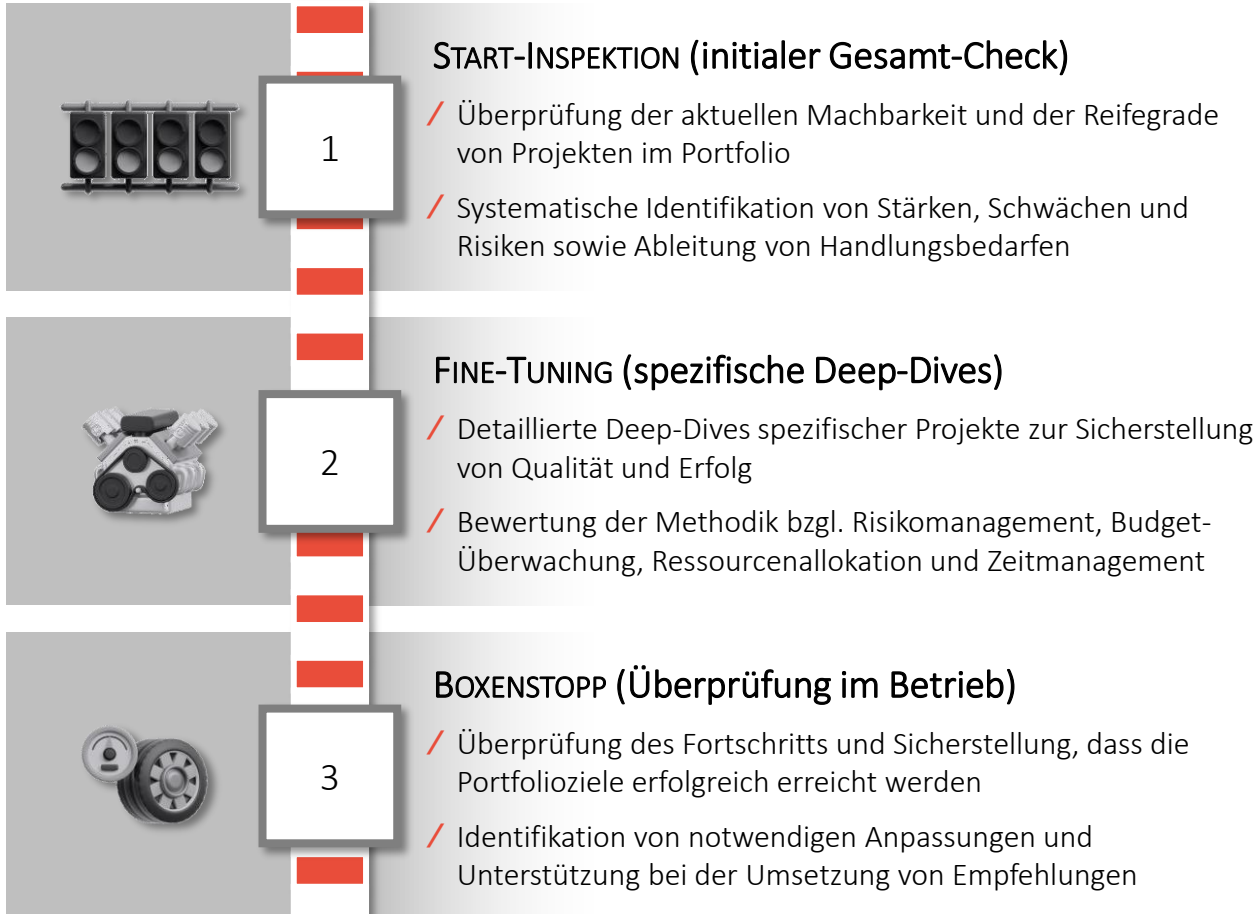 START-INSPEKTION (initialer Gesamt-Check)
1
/ Überprüfung der aktuellen Machbarkeit und der Reifegrade
von Projekten im Portfolio
/ Systematische Identifikation von Stärken, Schwächen und
Risiken sowie Ableitung von Handlungsbedarfen
FINE-TUNING (spezifische Deep-Dives)
2
/ Detaillierte Deep-Dives spezifischer Projekte zur Sicherstellung
von Qualität und Erfolg
/ Bewertung der Methodik bzgl. Risikomanagement, Budget-
Überwachung, Ressourcenallokation und Zeitmanagement
BOXENSTOPP (Überprüfung im Betrieb)
3
/ Überprüfung des Fortschritts und Sicherstellung, dass die
Portfolioziele erfolgreich erreicht werden
/ Identifikation von notwendigen Anpassungen und
Unterstützung bei der Umsetzung von Empfehlungen